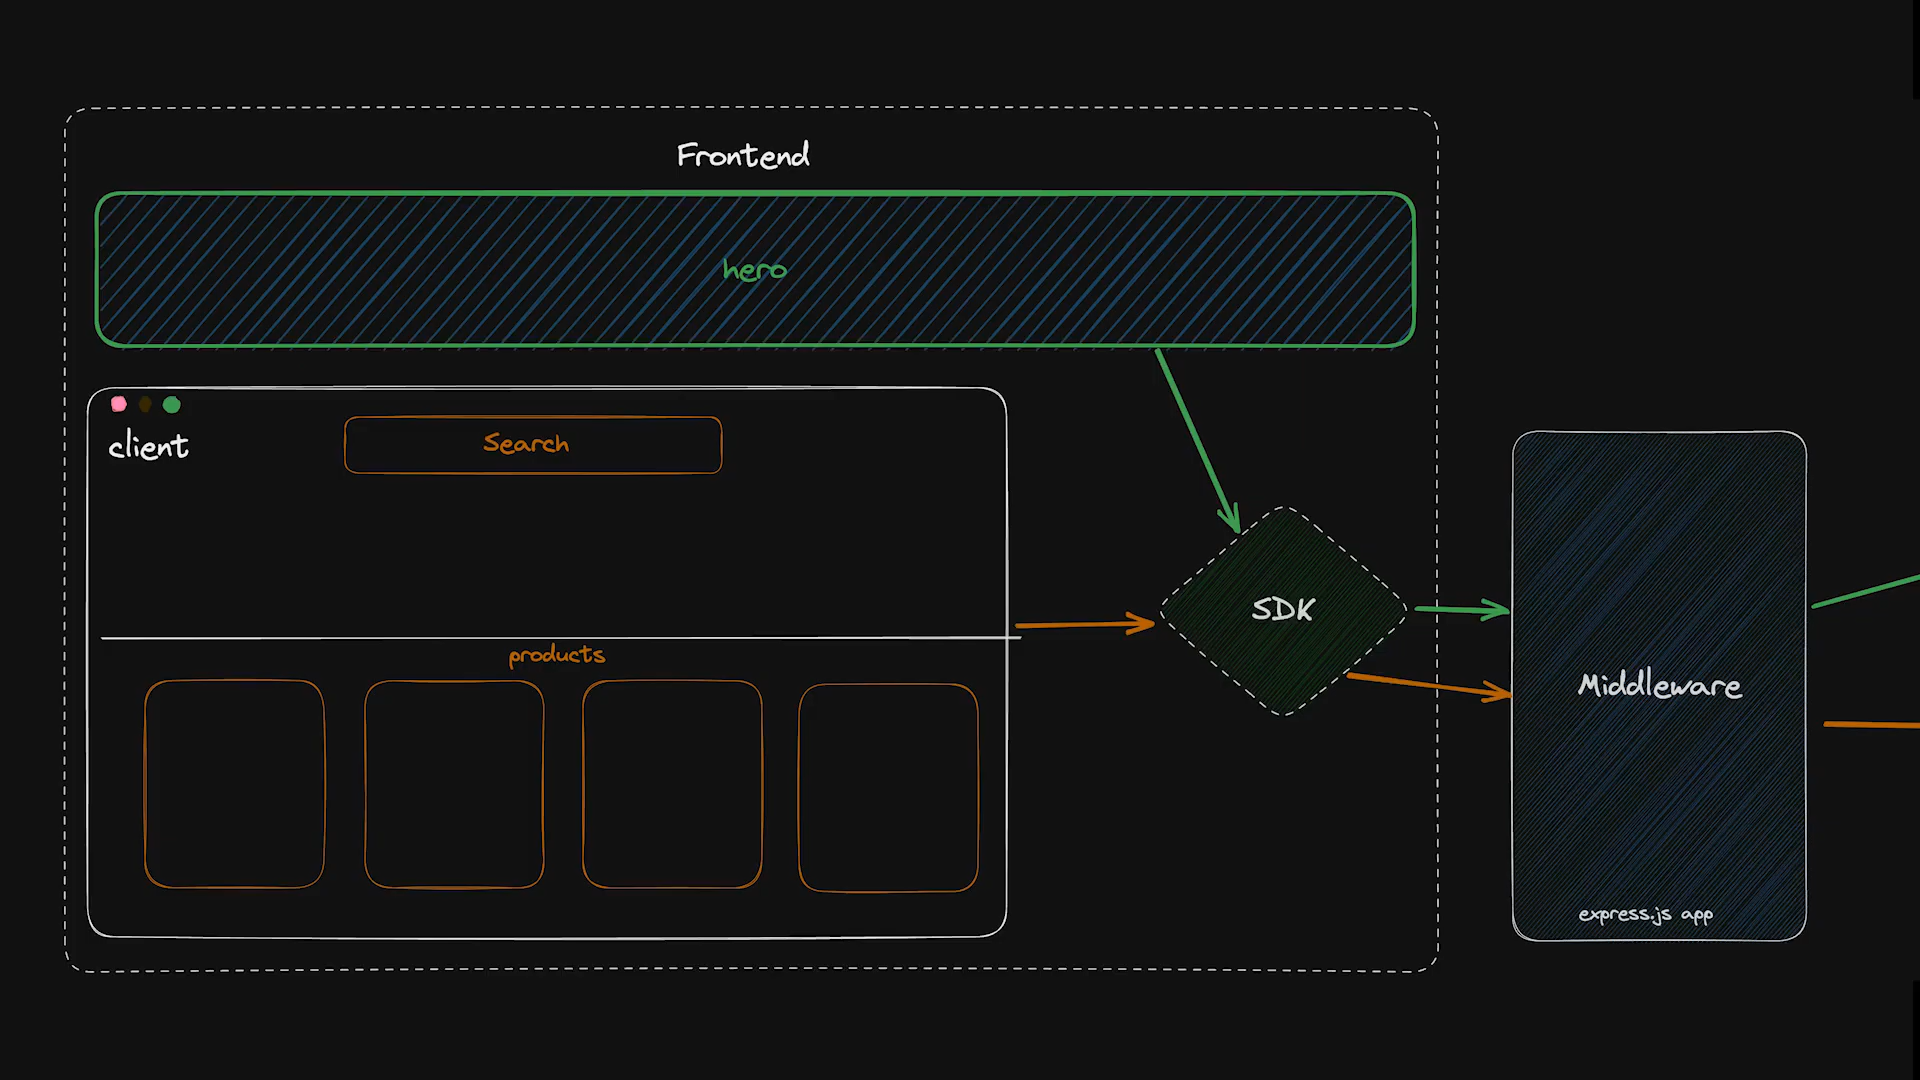 Frontend
hero
client
Search
products
SDK
Middleware
express.js app